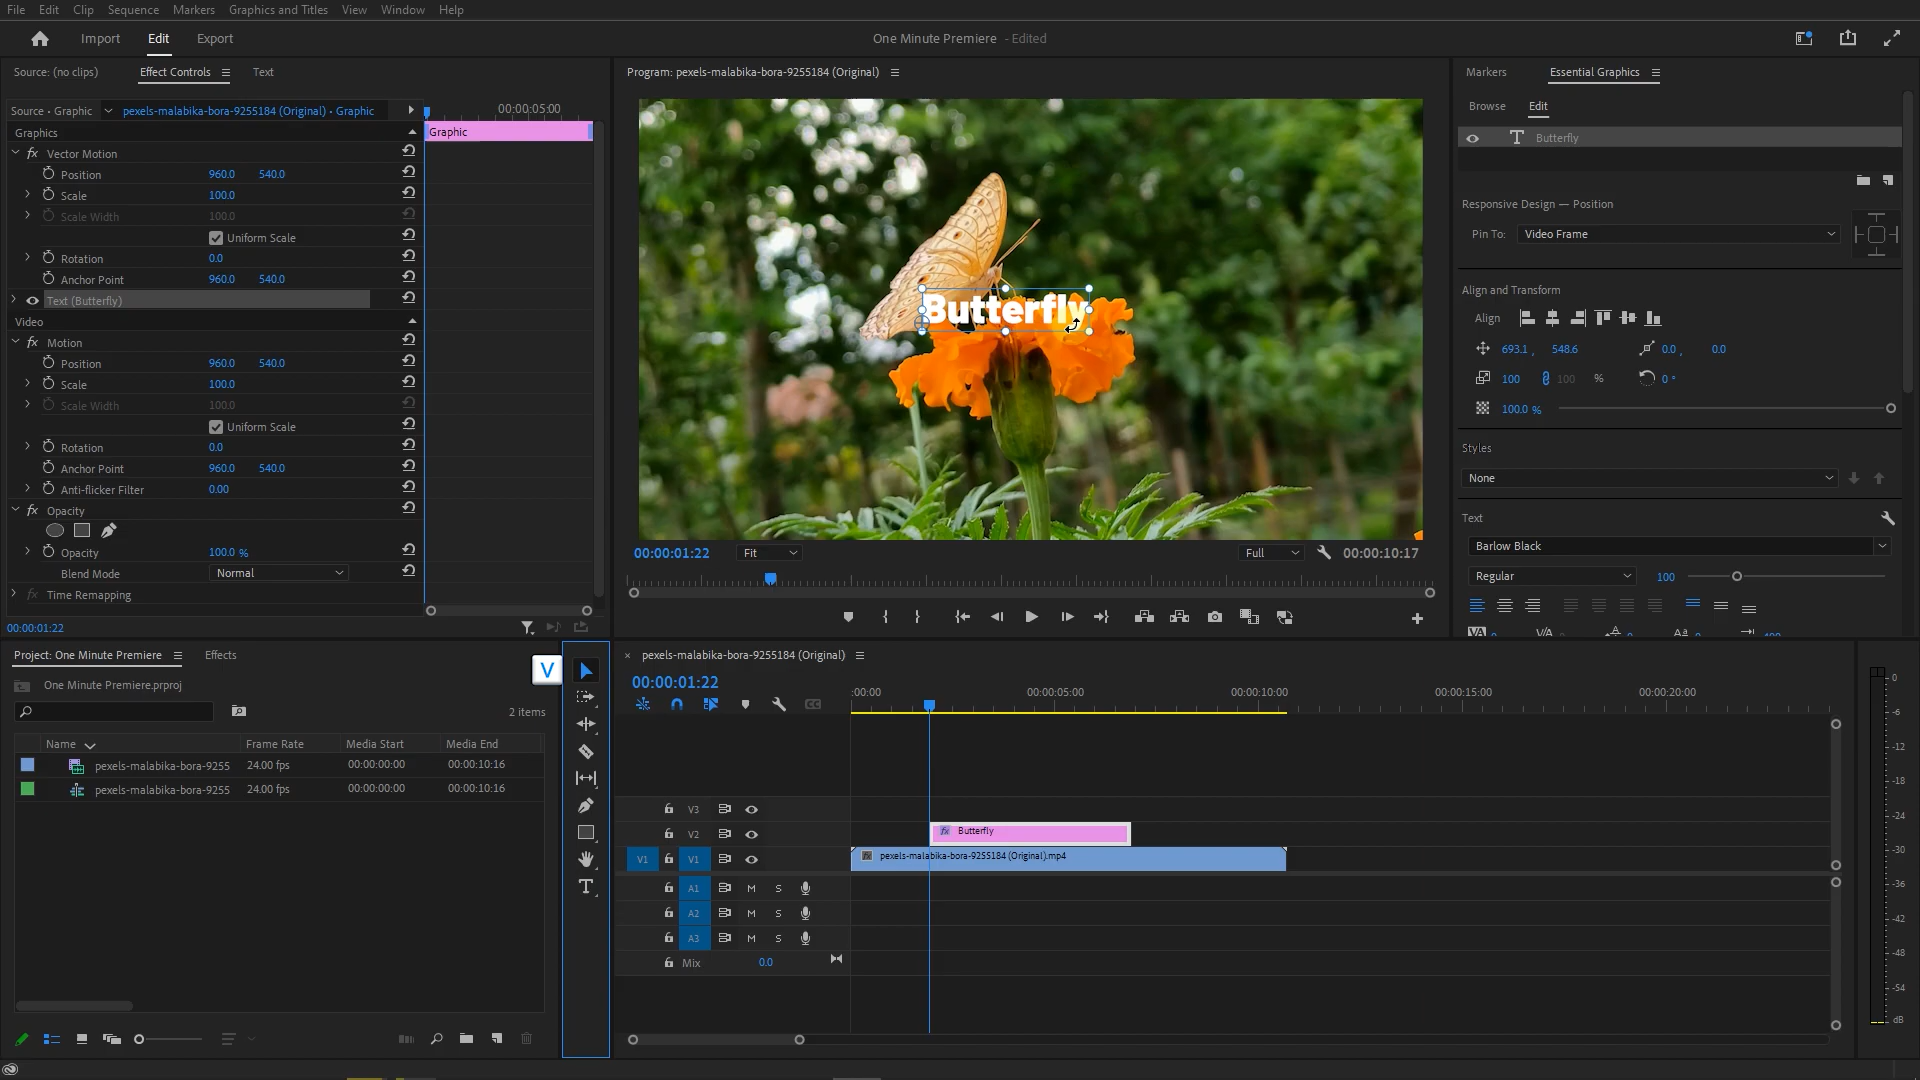 File Edit Clip Sequence Markers Graphics and Titles View Window Help
Import Edit Export
One Minute Premiere - Edited
Source: (no clips) Effect Controls Text
Source • Graphic pexels-malabika-bora-9255184 (Original) • Graphic
00:00:05:00
Graphics
Graphic
Vector Motion
Position 960.0 540.0
Scale 100.0
Scale Width 100.0
Uniform Scale
Rotation 0.0
Anchor Point 960.0 540.0
Text (Butterfly)
Video
Motion
Position 960.0 540.0
Scale 100.0
Scale Width 100.0
Uniform Scale
Rotation 0.0
Anchor Point 960.0 540.0
Anti-flicker Filter 0.00
Opacity
Opacity 100.0 %
Blend Mode Normal
Time Remapping
00:00:01:22
Program: pexels-malabika-bora-9255184 (Original)
Butterfly
00:00:01:22 Fit Full 00:00:10:17
Markers Essential Graphics
Browse Edit
Butterfly
Responsive Design — Position
Pin To: Video Frame
Align and Transform
Align
693.1 , 548.6 0.0 , 0.0
100 100 % 0 °
100.0 %
Styles
None
Text
Barlow Black
Regular 100
Project: One Minute Premiere Effects
One Minute Premiere.prproj
2 items
Name Frame Rate Media Start Media End
pexels-malabika-bora-9255 24.00 fps 00:00:00:00 00:00:10:16
pexels-malabika-bora-9255 24.00 fps 00:00:00:00 00:00:10:16
V
T
× pexels-malabika-bora-9255184 (Original)
00:00:01:22
:00:00 00:00:05:00 00:00:10:00 00:00:15:00 00:00:20:00
V3
V2 Butterfly
V1 V1 pexels-malabika-bora-9255184 (Original).mp4
A1 M S
A2 M S
A3 M S
Mix 0.0
0
-6
-12
-18
-24
-30
-36
-42
-48
-54
dB